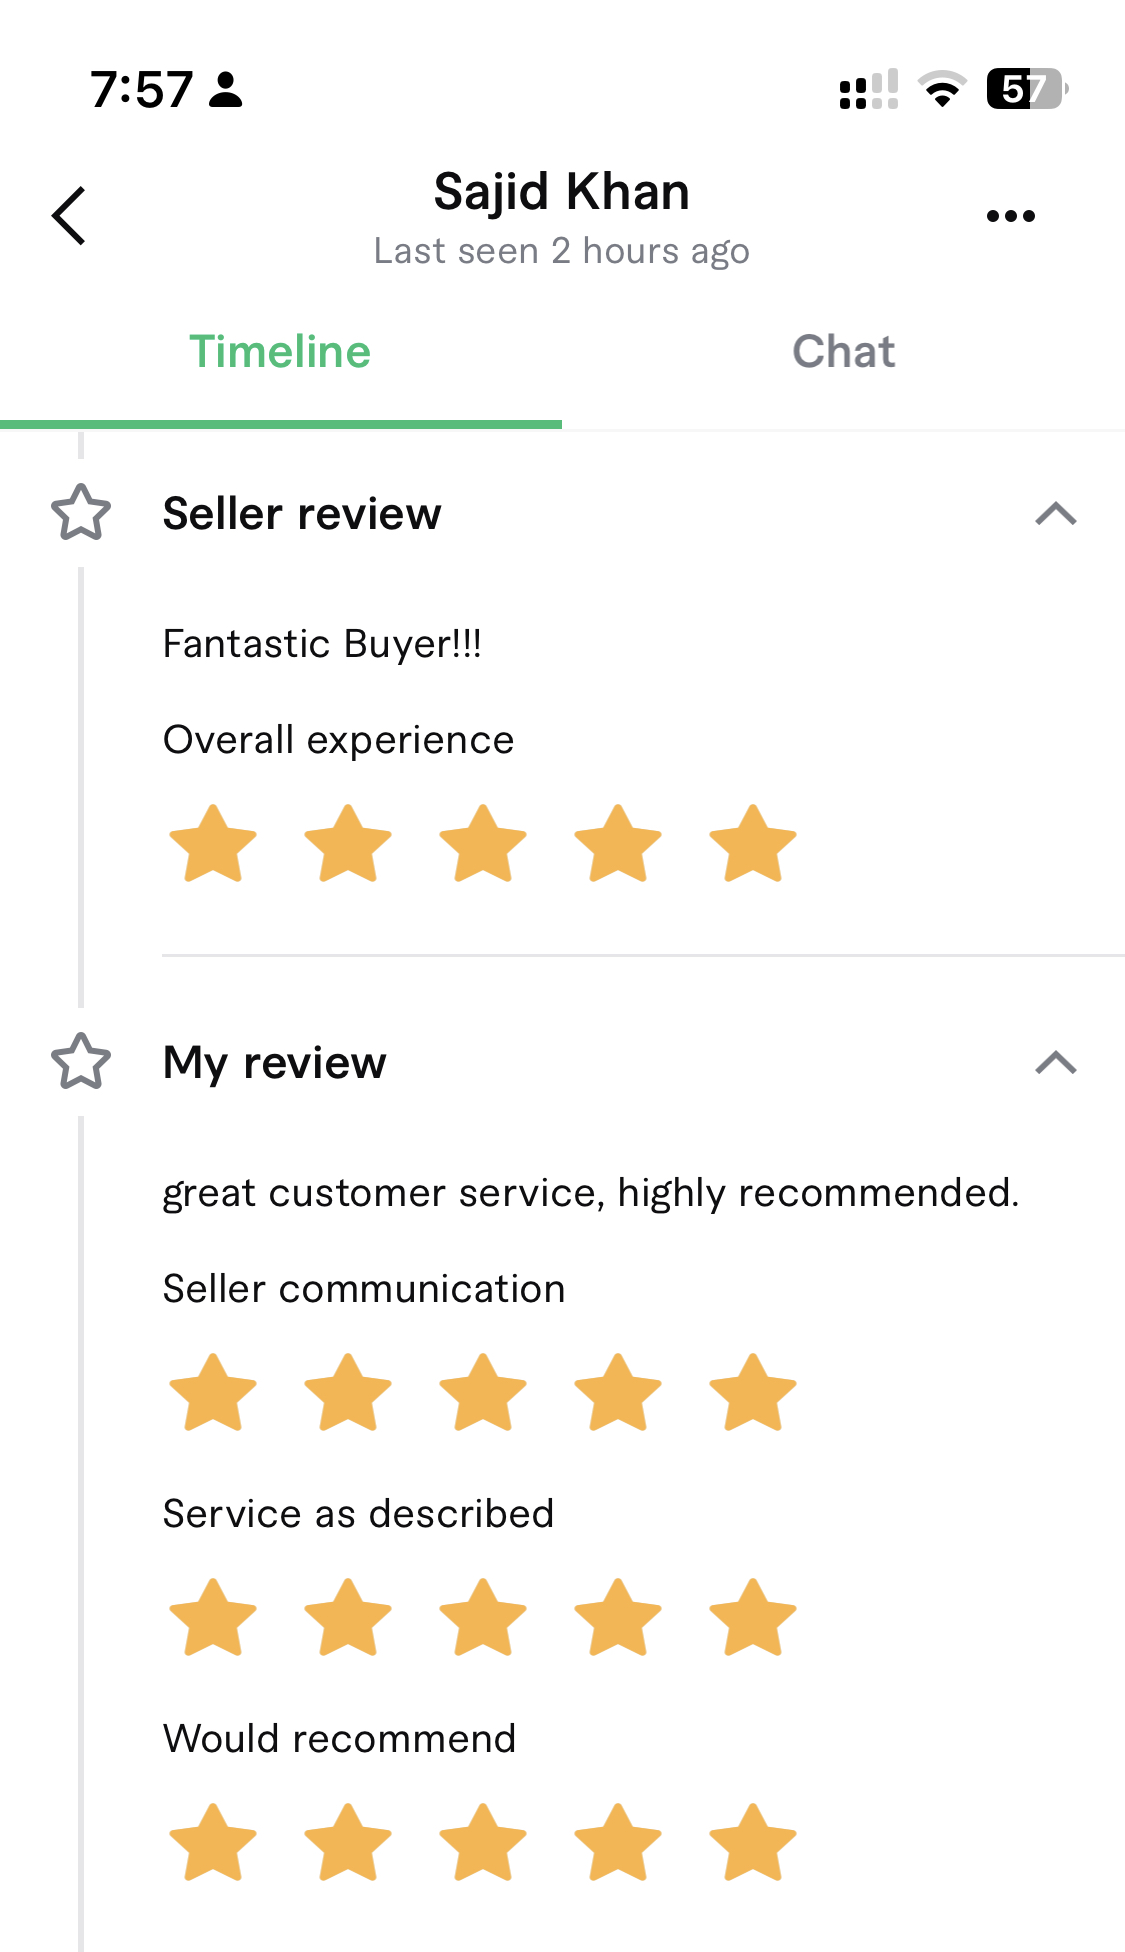 7:57
57
Sajid Khan
Last seen 2 hours ago
Timeline
Chat
Seller review
Fantastic Buyer!!!
Overall experience
My review
great customer service, highly recommended.
Seller communication
Service as described
Would recommend